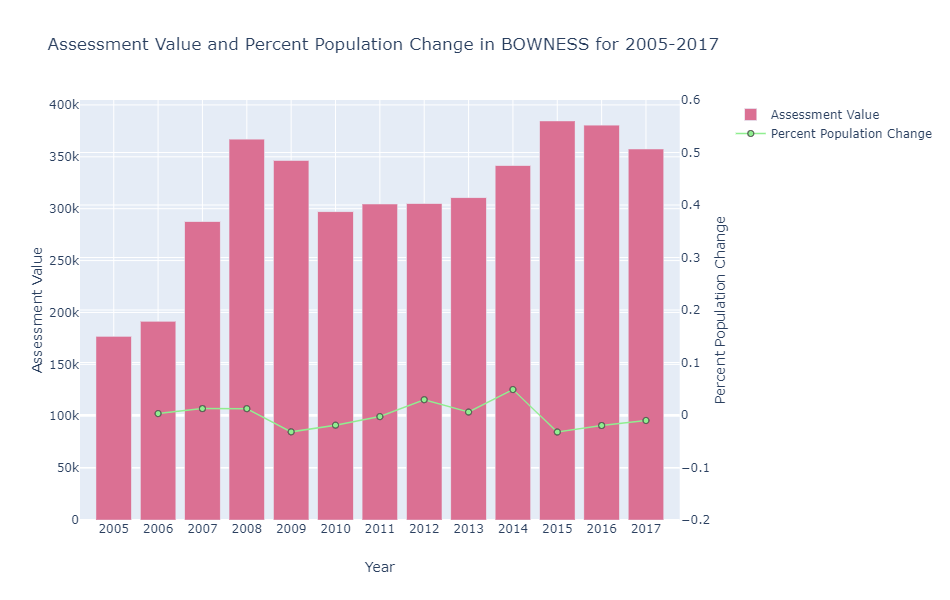 Assessment Value and Percent Population Change in BOWNESS for 2005-2017
400k
350k
300k
250k
200k
150k
100k
50k
0
Assessment Value
0.6
0.5
0.4
0.3
0.2
0.1
0
−0.1
−0.2
Percent Population Change
2005 2006 2007 2008 2009 2010 2011 2012 2013 2014 2015 2016 2017
Year
Assessment Value
Percent Population Change